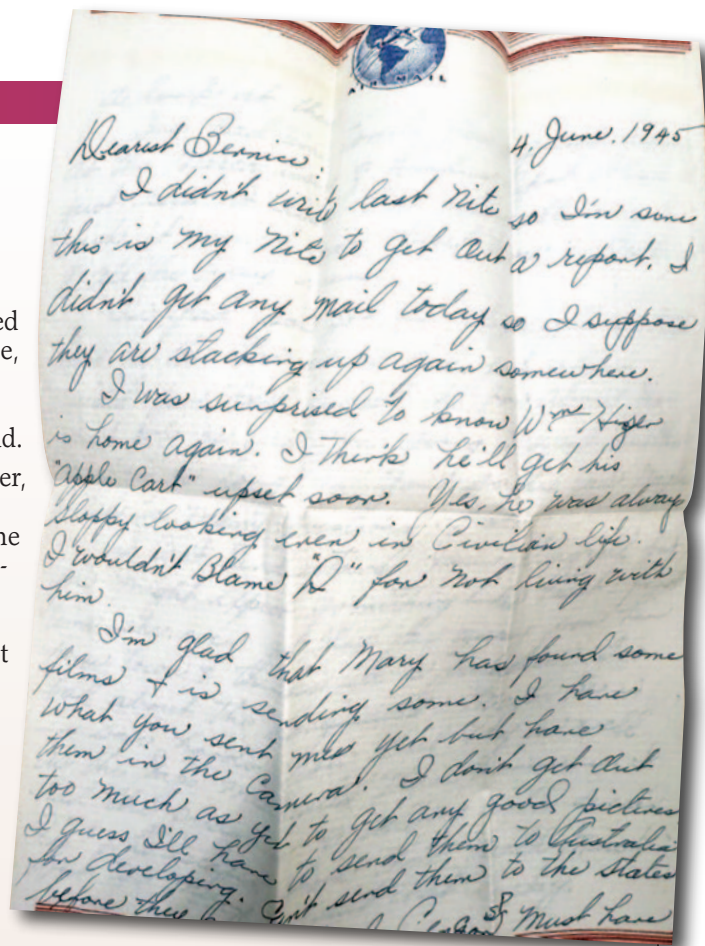 AIR MAIL
4, June, 1945
Dearest Bernice:
I didn't write last Nite so I'm sure
this is my Nite to get Out a report. I
didn't get any mail today so I suppose
they are stacking up again somewhere.
I was surprised to know Wm
is home again. I Think he'll get his
"Apple Cart" upset soon. Yes, he was always
sloppy looking even in Civilian life.
I wouldn't Blame "D" for not living with
him.
I'm glad that Mary has found some
films & is sending some. I have
what you sent me yet but have
them in the Camera. I don't get Out
too much as yet to get any good pictures
I guess I'll have to send them to Australia
for developing. Can't send them to the States
before they
Must have
ed
e,
d.
er,
ne
-
t